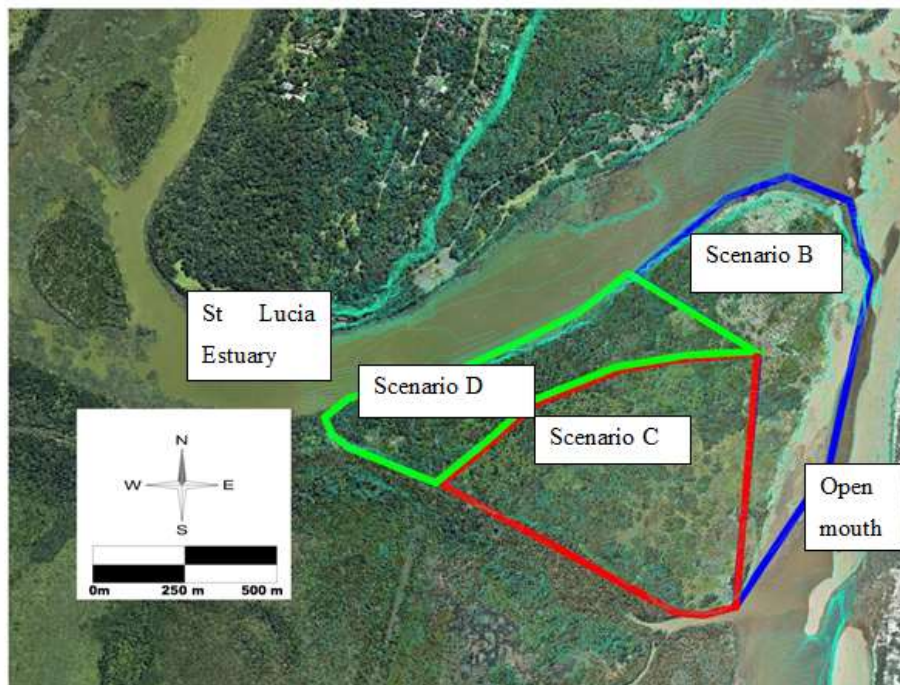 Scenario B
St Lucia
Estuary
Scenario D
Scenario C
N
W E
S
0m 250 m 500 m
Open
mouth